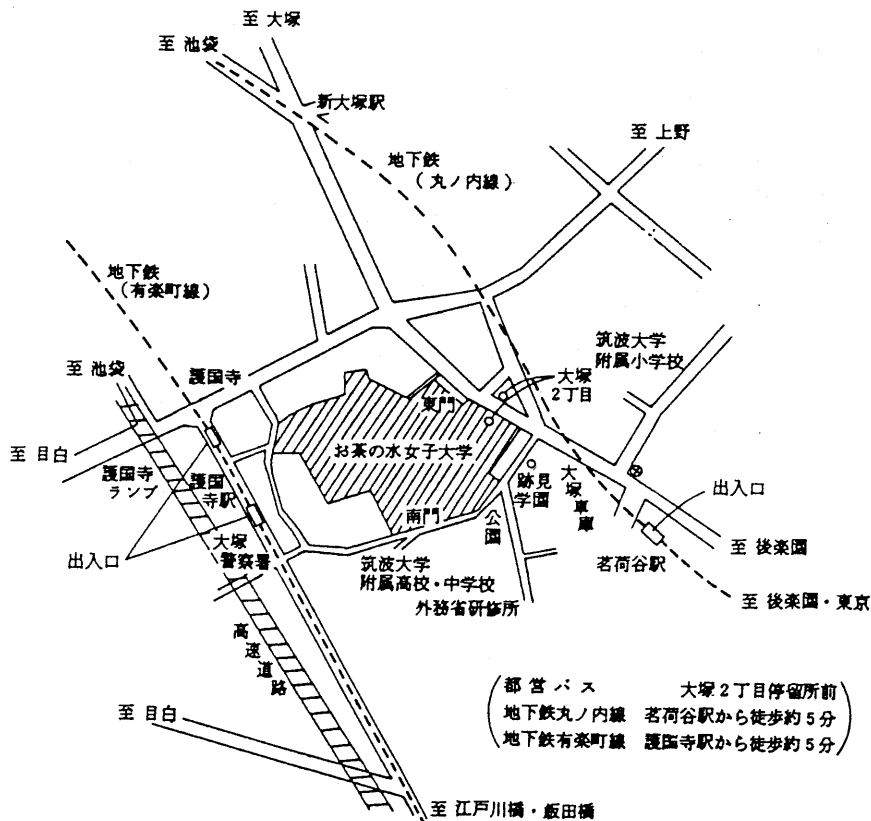 至 大塚
至 池袋
新大塚駅
至 上野
地下鉄
(丸ノ内線)
地下鉄
(有楽町線)
筑波大学
附属小学校
至 池袋
護国寺
大塚
2丁目
東門
お茶の水女子大学
至 目白
護国寺
ランプ
護国
寺駅
跡見
学園
大塚車庫
出入口
南門
公園
大塚
警察署
出入口
筑波大学
附属高校・中学校
外務省研修所
茗荷谷駅
至 後楽園
至 後楽園・東京
高速道路
至 目白
都営バス 大塚2丁目停留所前
地下鉄丸ノ内線 茗荷谷駅から徒歩約5分
地下鉄有楽町線 護国寺駅から徒歩約5分
至 江戸川橋・飯田橋